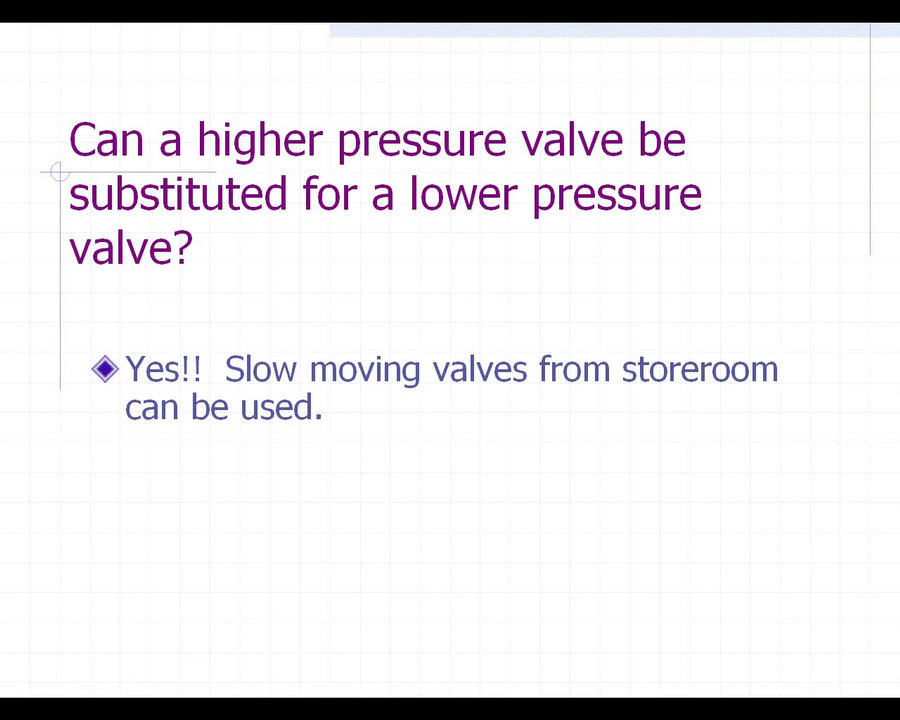 Can a higher pressure valve be
substituted for a lower pressure
valve?
Yes!!  Slow moving valves from storeroom
can be used.